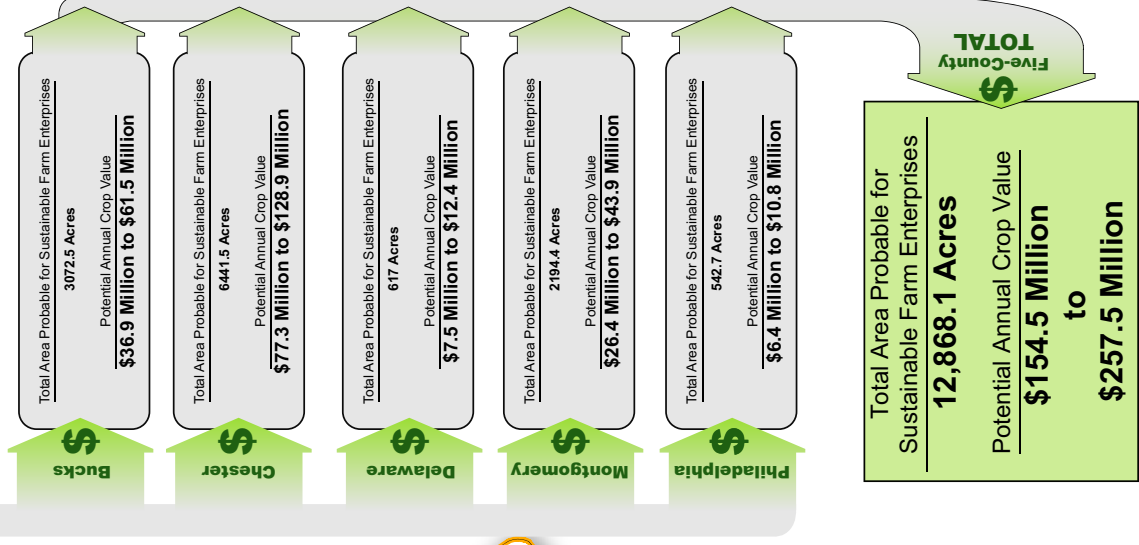 Bucks
$
Total Area Probable for Sustainable Farm Enterprises
3072.5 Acres
Potential Annual Crop Value
$36.9 Million to $61.5 Million
Chester
$
Total Area Probable for Sustainable Farm Enterprises
6441.5 Acres
Potential Annual Crop Value
$77.3 Million to $128.9 Million
Delaware
$
Total Area Probable for Sustainable Farm Enterprises
617 Acres
Potential Annual Crop Value
$7.5 Million to $12.4 Million
Montgomery
$
Total Area Probable for Sustainable Farm Enterprises
2194.4 Acres
Potential Annual Crop Value
$26.4 Million to $43.9 Million
Philadelphia
$
Total Area Probable for Sustainable Farm Enterprises
542.7 Acres
Potential Annual Crop Value
$6.4 Million to $10.8 Million
Five-County
TOTAL
$
Total Area Probable for
Sustainable Farm Enterprises
12,868.1 Acres
Potential Annual Crop Value
$154.5 Million
to
$257.5 Million